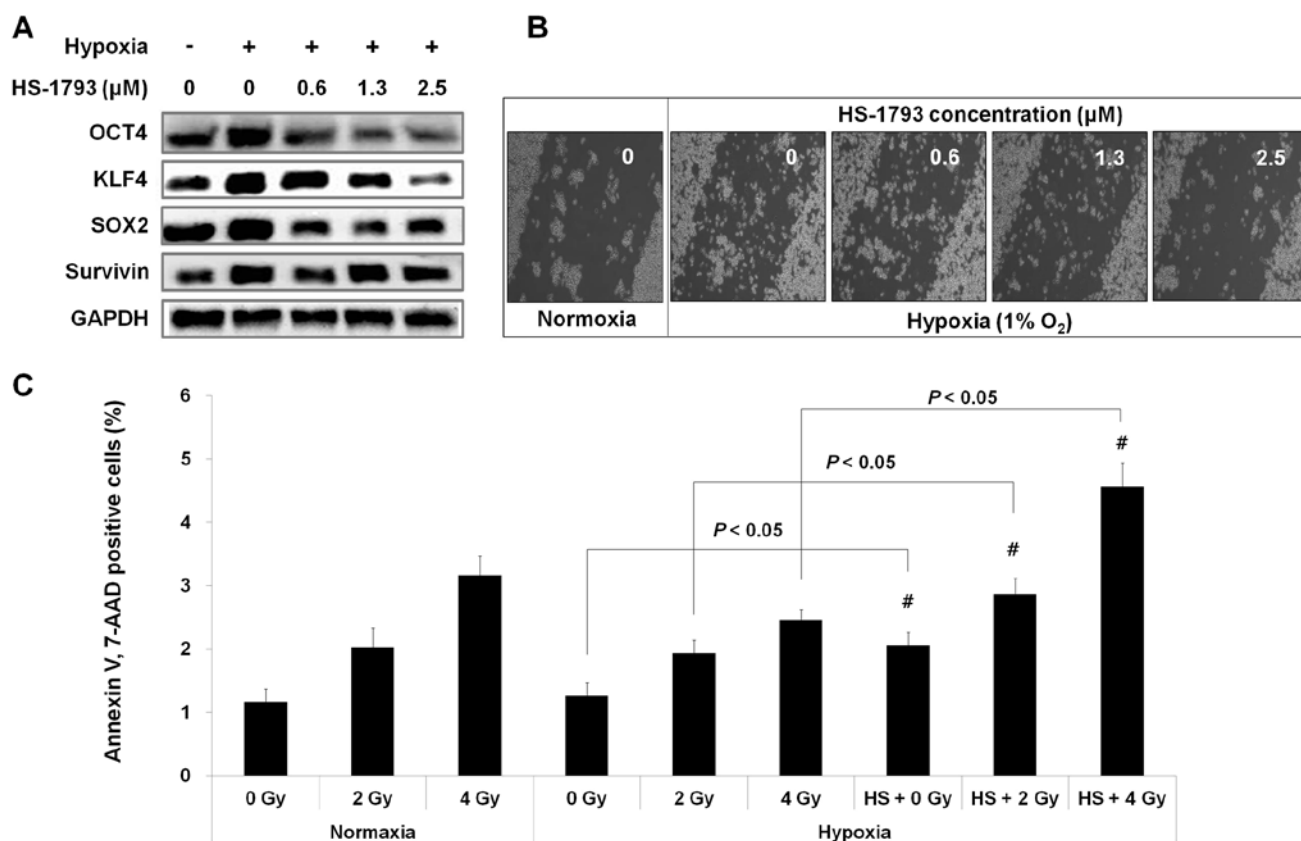 A
Hypoxia - + + + +
HS-1793 (μM) 0 0 0.6 1.3 2.5
OCT4
KLF4
SOX2
Survivin
GAPDH
B
HS-1793 concentration (μM)
0 0 0.6 1.3 2.5
Normoxia Hypoxia (1% O₂)
C
Annexin V, 7-AAD positive cells (%)
6
5
4
3
2
1
0
P < 0.05
P < 0.05
P < 0.05
#
#
#
0 Gy 2 Gy 4 Gy 0 Gy 2 Gy 4 Gy HS + 0 Gy HS + 2 Gy HS + 4 Gy
Normaxia Hypoxia